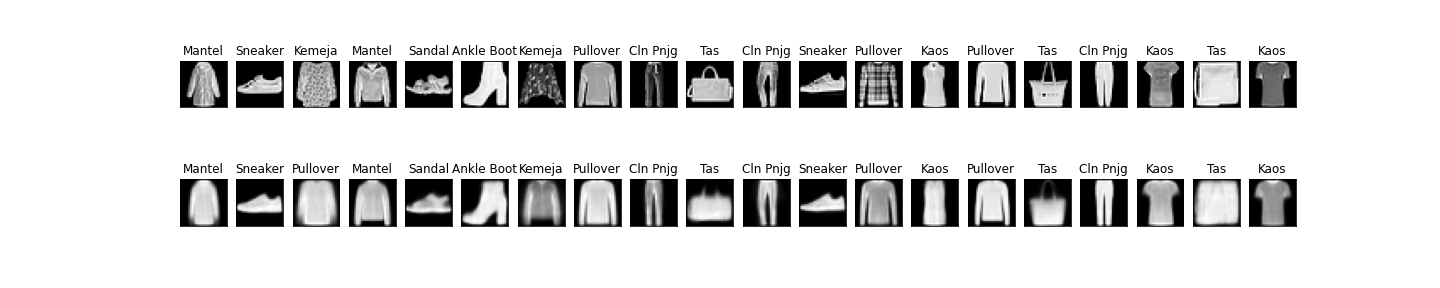 Mantel Sneaker Kemeja Mantel Sandal Ankle Boot Kemeja Pullover Cln Pnjg Tas Cln Pnjg Sneaker Pullover Kaos Pullover Tas Cln Pnjg Kaos Tas Kaos
Mantel Sneaker Pullover Mantel Sandal Ankle Boot Kemeja Pullover Cln Pnjg Tas Cln Pnjg Sneaker Pullover Kaos Pullover Tas Cln Pnjg Kaos Tas Kaos